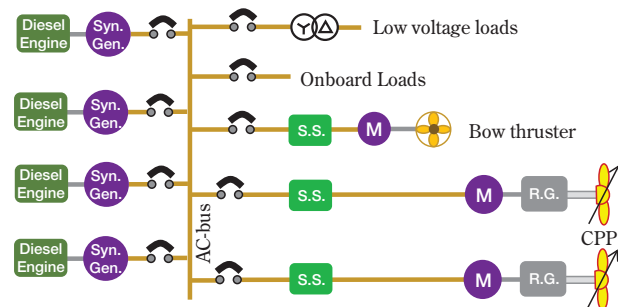 Diesel
Engine
Syn.
Gen.
Y Δ
Low voltage loads
Onboard Loads
Diesel
Engine
Syn.
Gen.
S.S.
M
Bow thruster
Diesel
Engine
Syn.
Gen.
S.S.
M
R.G.
AC-bus
CPP
Diesel
Engine
Syn.
Gen.
S.S.
M
R.G.